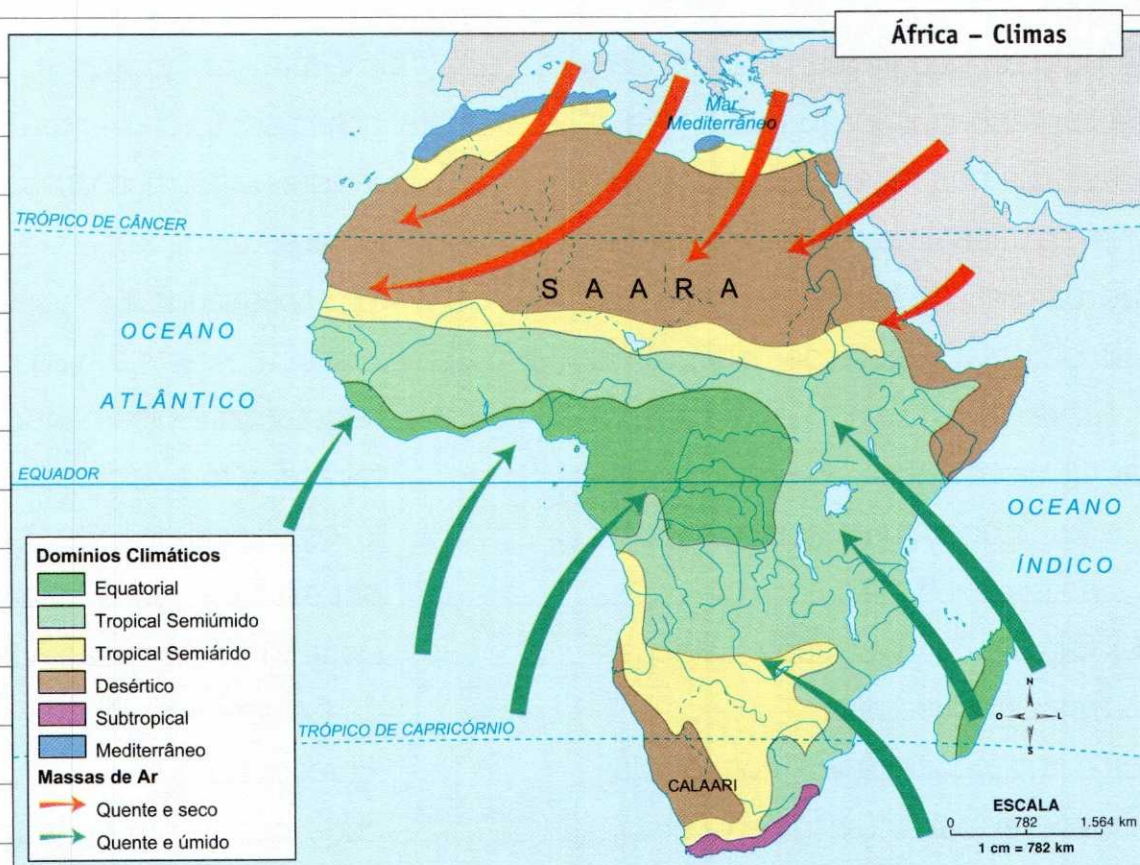 África – Climas
Mar
Mediterrâneo
TRÓPICO DE CÂNCER
S A A R A
OCEANO
ATLÂNTICO
EQUADOR
OCEANO
ÍNDICO
Domínios Climáticos
Equatorial
Tropical Semiúmido
Tropical Semiárido
Desértico
Subtropical
Mediterrâneo
Massas de Ar
Quente e seco
Quente e úmido
TRÓPICO DE CAPRICÓRNIO
CALAARI
N
O L
S
ESCALA
0 782 1.564 km
1 cm = 782 km